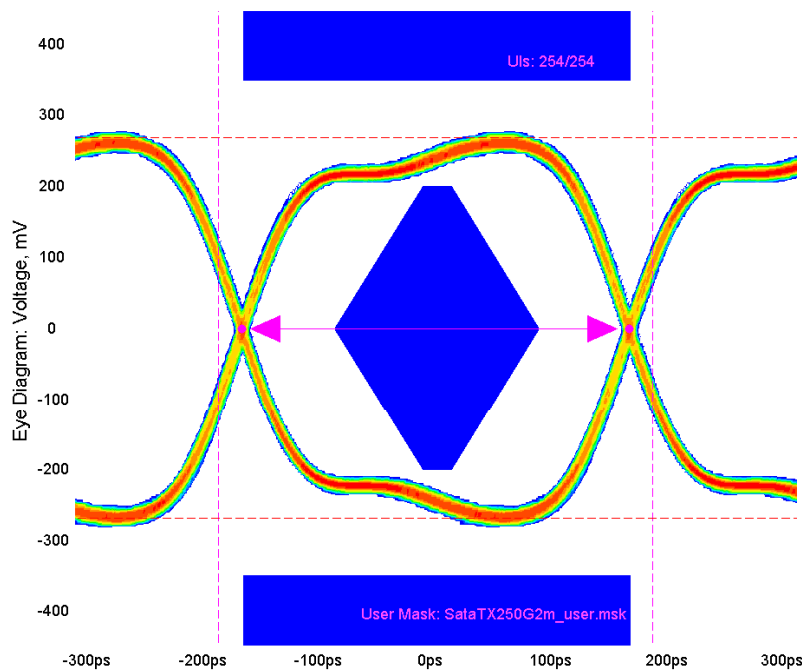 400
UIs: 254/254
300
200
100
Eye Diagram: Voltage, mV
0
-100
-200
-300
-400
User Mask: SataTX250G2m_user.msk
-300ps -200ps -100ps 0ps 100ps 200ps 300ps